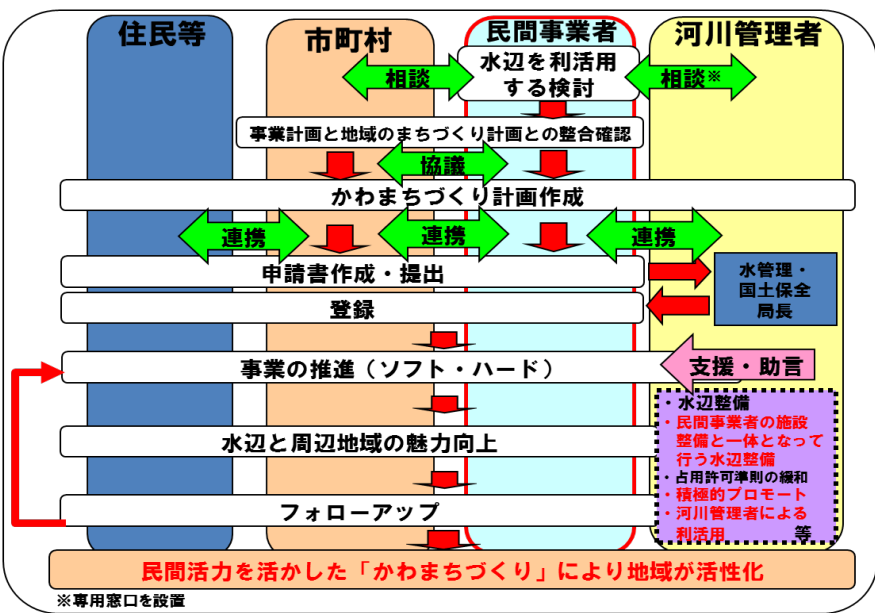 住民等
市町村
民間事業者
河川管理者
相談
水辺を利活用
する検討
相談※
事業計画と地域のまちづくり計画との整合確認
協議
かわまちづくり計画作成
連携
連携
連携
申請書作成・提出
水管理・
国土保全
局長
登録
事業の推進（ソフト・ハード）
支援・助言
・水辺整備
・民間事業者の施設
整備と一体となって
行う水辺整備
・占用許可準則の緩和
・積極的プロモート
・河川管理者による
利活用 等
水辺と周辺地域の魅力向上
フォローアップ
民間活力を活かした「かわまちづくり」により地域が活性化
※専用窓口を設置